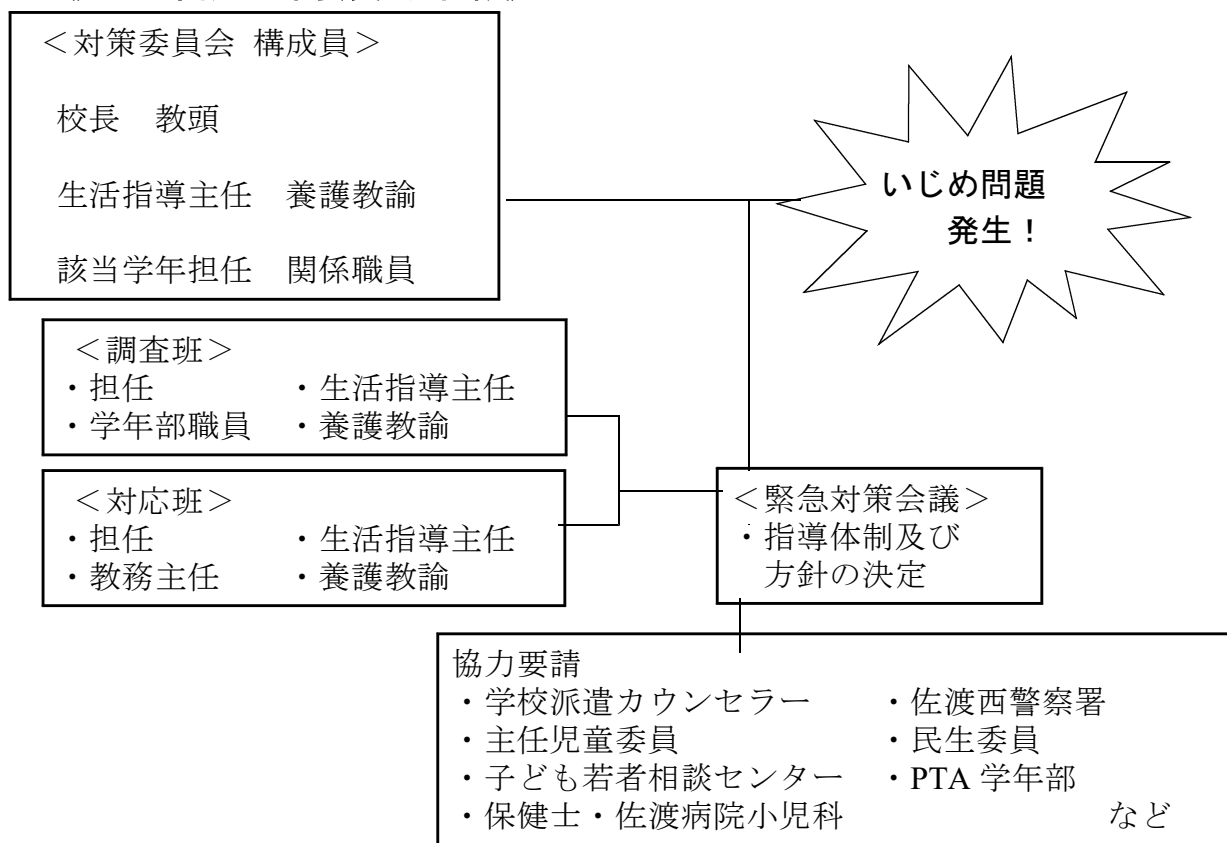 ＜対策委員会 構成員＞
校長　教頭
生活指導主任　養護教諭
該当学年担任　関係職員
いじめ問題
発生！
＜調査班＞
・担任　・生活指導主任
・学年部職員　・養護教諭
＜対応班＞
・担任　・生活指導主任
・教務主任　・養護教諭
＜緊急対策会議＞
・指導体制及び
方針の決定
協力要請
・学校派遣カウンセラー　・佐渡西警察署
・主任児童委員　・民生委員
・子ども若者相談センター　・PTA 学年部
・保健士・佐渡病院小児科　など